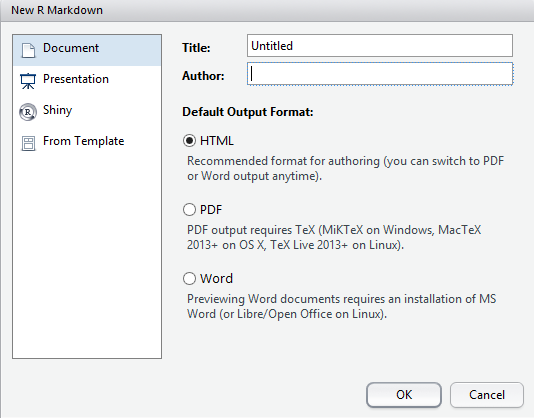 New R Markdown
Document
Presentation
Shiny
From Template
Title:
Untitled
Author:
Default Output Format:
HTML
Recommended format for authoring (you can switch to PDF
or Word output anytime).
PDF
PDF output requires TeX (MiKTeX on Windows, MacTeX
2013+ on OS X, TeX Live 2013+ on Linux).
Word
Previewing Word documents requires an installation of MS
Word (or Libre/Open Office on Linux).
OK
Cancel